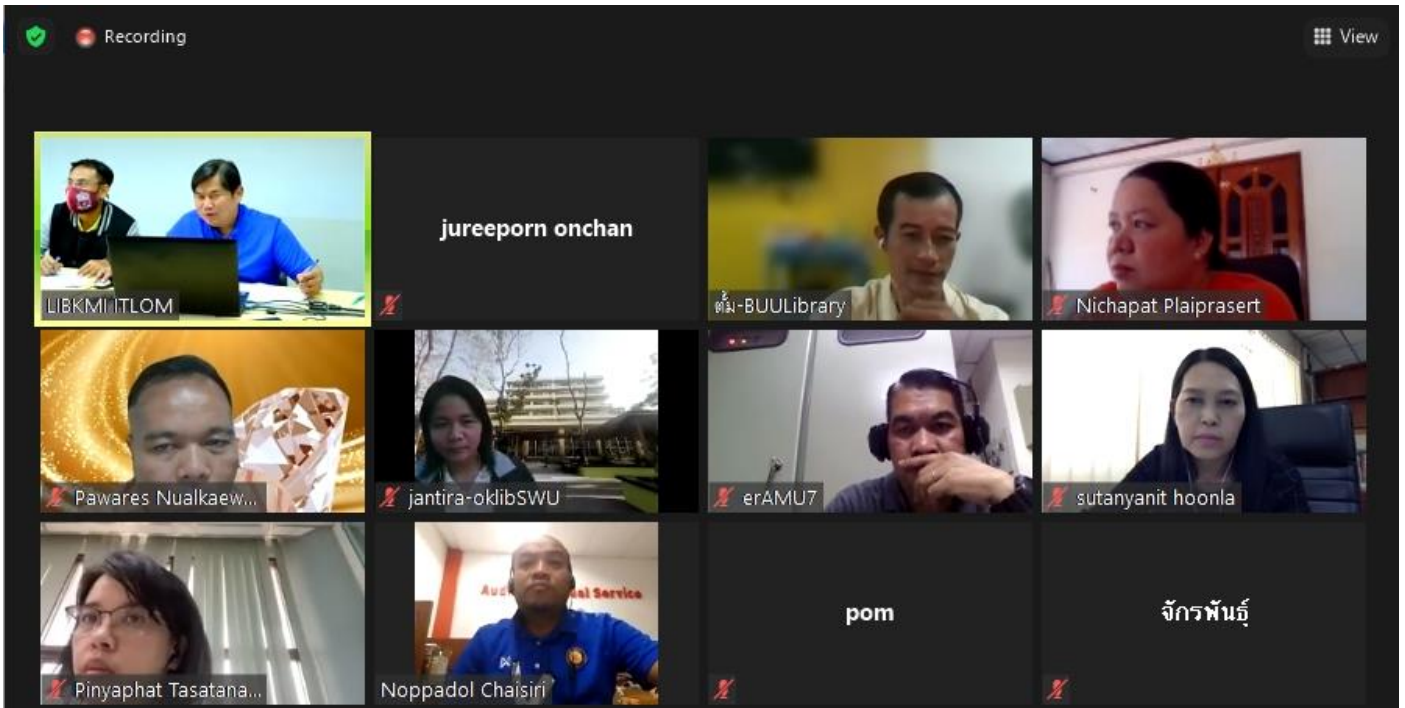 Recording
View
LIBKMI ITLOM
jureeporn onchan
ตั้ม-BUULibrary
Nichapat Plaiprasert
Pawares Nualkaew...
jantira-oklibSWU
erAMU7
sutanyanit hoonla
Pinyaphat Tasatana...
Noppadol Chaisiri
Service
pom
จักรพันธุ์